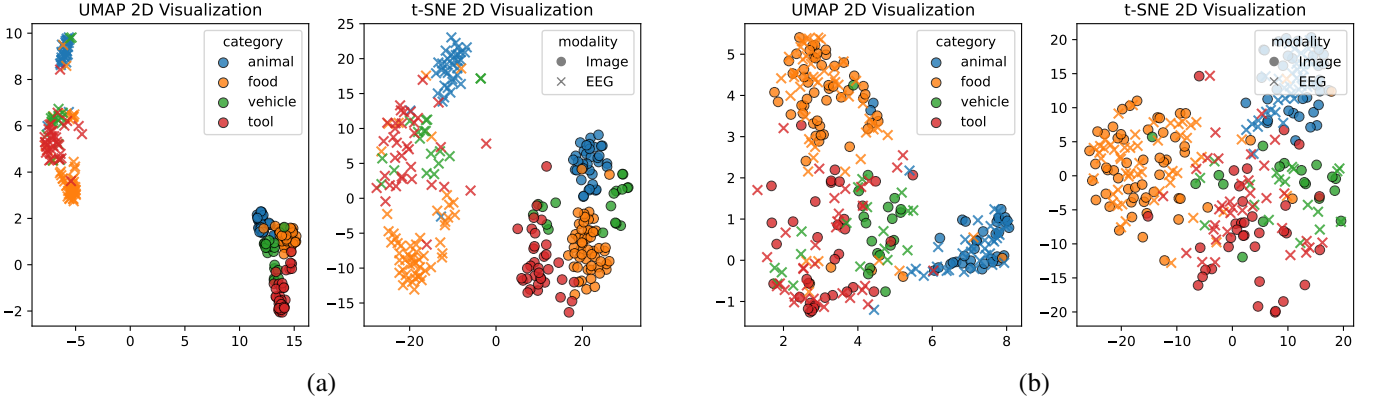 UMAP 2D Visualization
10
8
6
4
2
0
−2
−5
0
5
10
15
category
animal
food
vehicle
tool
t-SNE 2D Visualization
25
20
15
10
5
0
−5
−10
−15
−20
0
20
modality
Image
EEG
(a)
UMAP 2D Visualization
5
4
3
2
1
0
−1
2
4
6
8
category
animal
food
vehicle
tool
t-SNE 2D Visualization
20
15
10
5
0
−5
−10
−15
−20
−20
−10
0
10
20
modality
Image
EEG
(b)